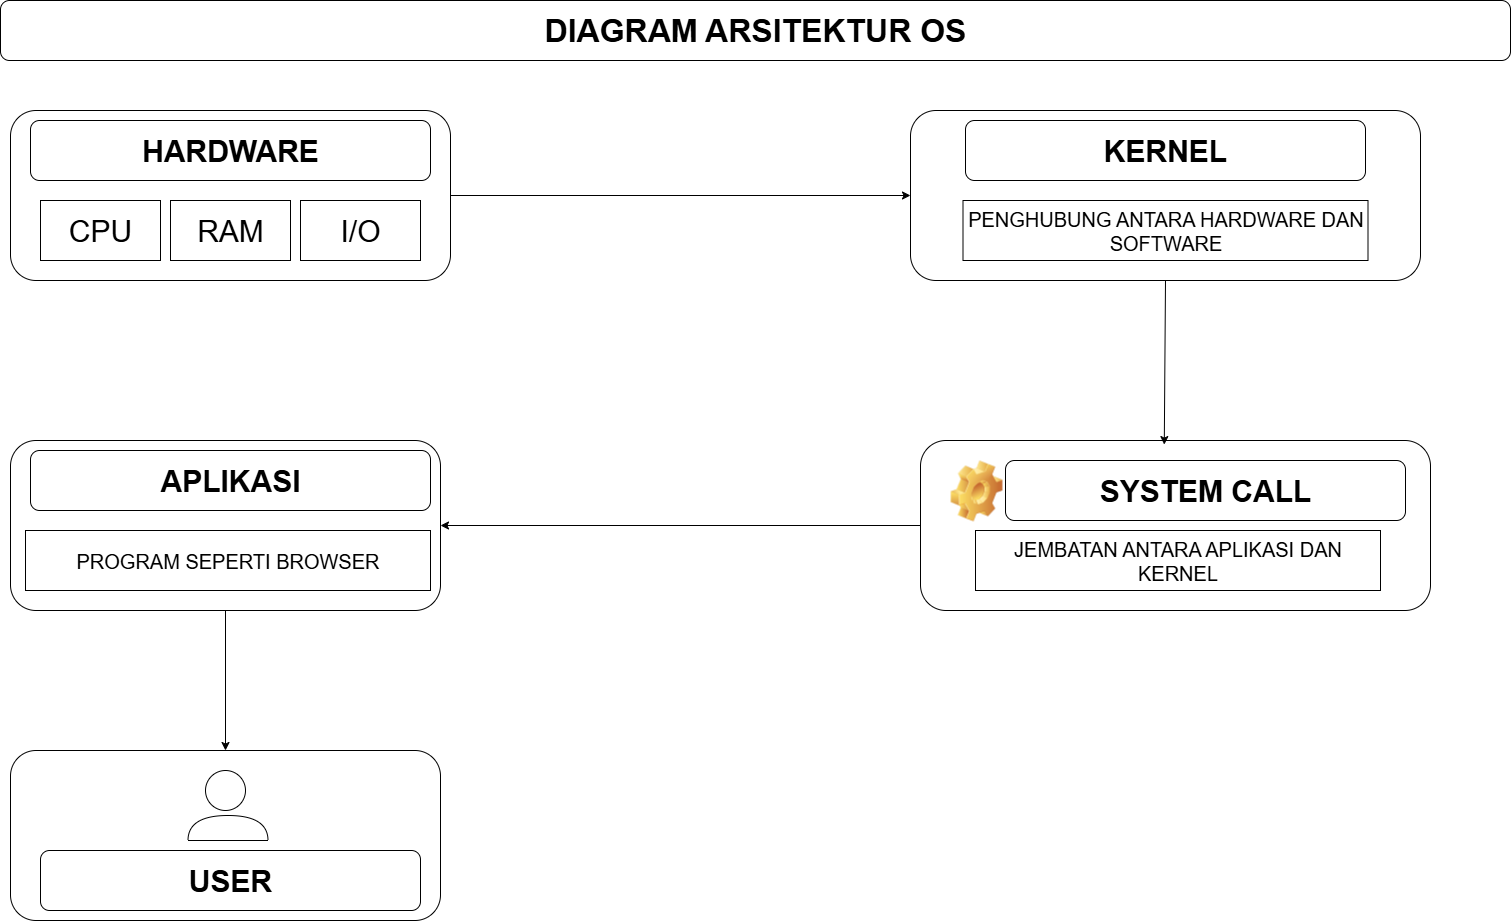 DIAGRAM ARSITEKTUR OS
HARDWARE
CPU
RAM
I/O
KERNEL
PENGHUBUNG ANTARA HARDWARE DAN
SOFTWARE
APLIKASI
PROGRAM SEPERTI BROWSER
SYSTEM CALL
JEMBATAN ANTARA APLIKASI DAN
KERNEL
USER